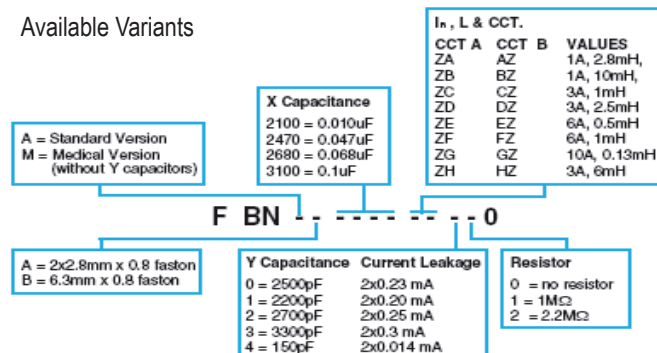 Available Variants
In, L & CCT.
CCT A CCT B VALUES
ZA AZ 1A, 2.8mH,
ZB BZ 1A, 10mH,
ZC CZ 3A, 1mH
ZD DZ 3A, 2.5mH
ZE EZ 6A, 0.5mH
ZF FZ 6A, 1mH
ZG GZ 10A, 0.13mH
ZH HZ 3A, 6mH
X Capacitance
2100 = 0.010uF
2470 = 0.047uF
2680 = 0.068uF
3100 = 0.1uF
A = Standard Version
M = Medical Version
(without Y capacitors)
F BN - - - - - - - - - - 0
A = 2x2.8mm x 0.8 faston
B = 6.3mm x 0.8 faston
Y Capacitance Current Leakage
0 = 2500pF 2x0.23 mA
1 = 2200pF 2x0.20 mA
2 = 2700pF 2x0.25 mA
3 = 3300pF 2x0.3 mA
4 = 150pF 2x0.014 mA
Resistor
0 = no resistor
1 = 1MΩ
2 = 2.2MΩ